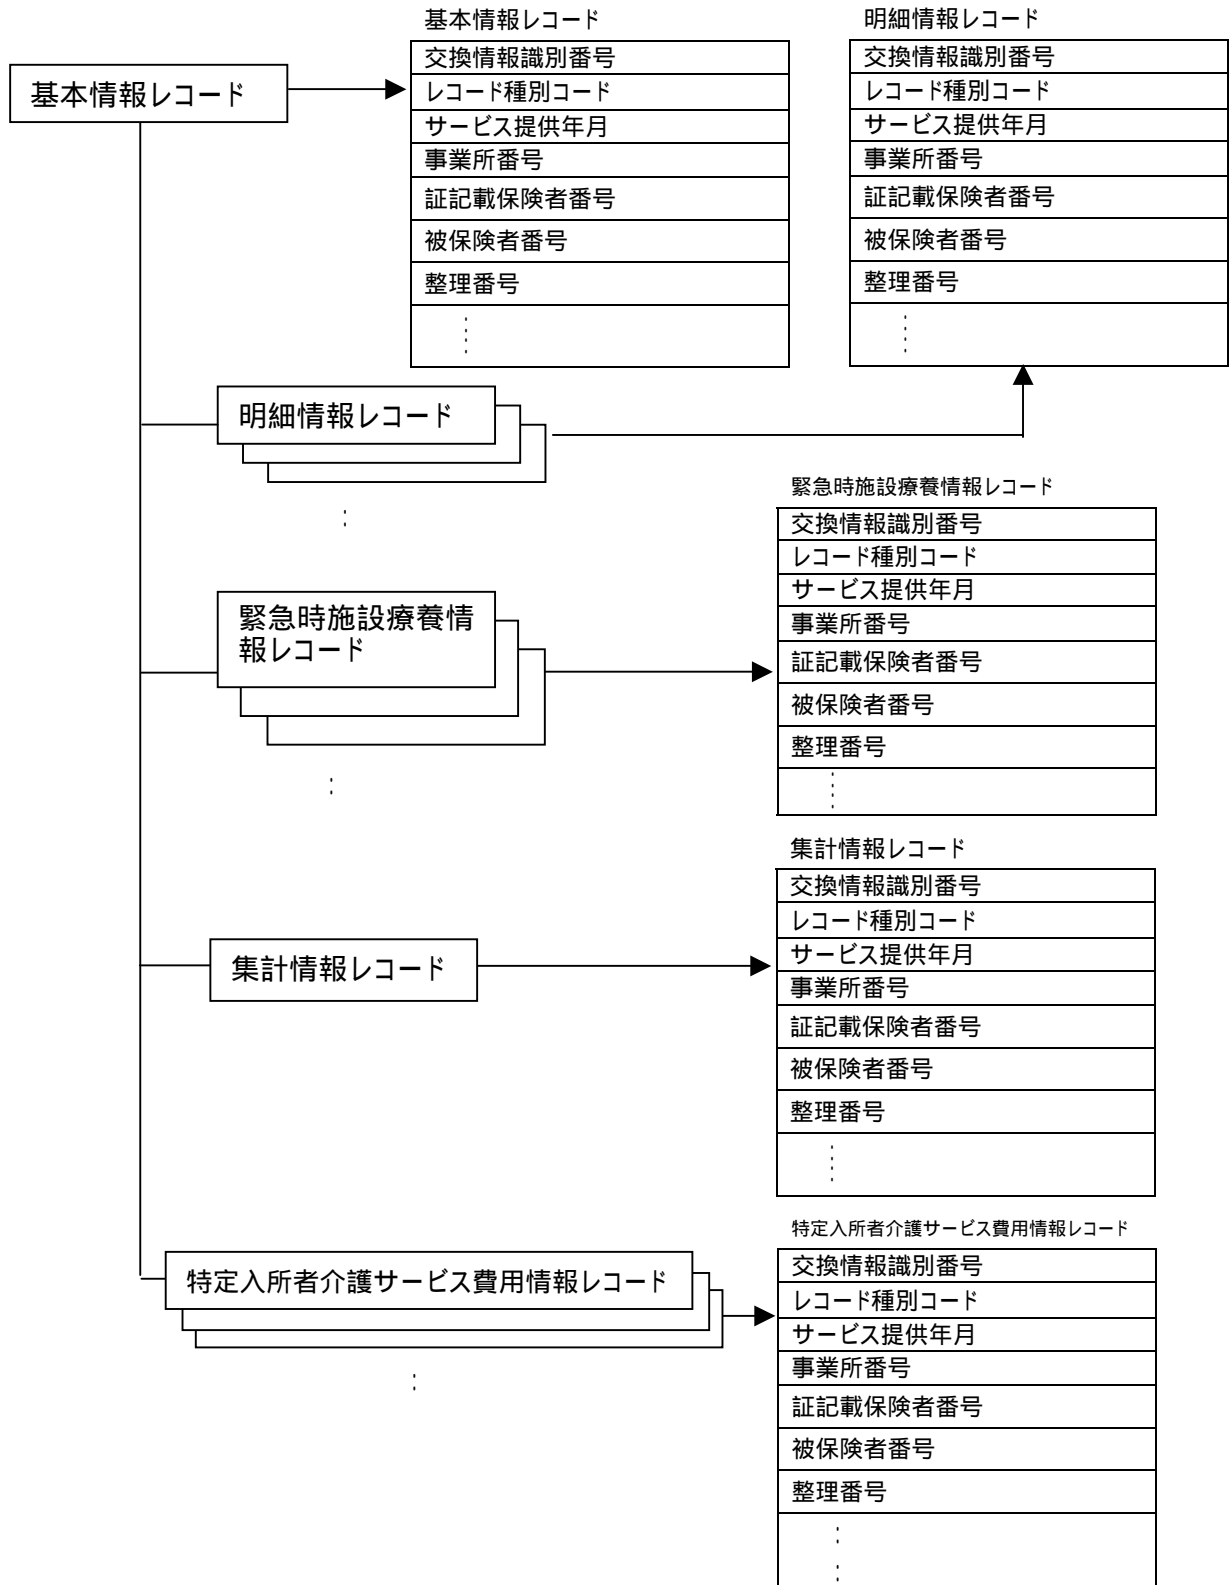 基本情報レコード
基本情報レコード
交換情報識別番号
レコード種別コード
サービス提供年月
事業所番号
証記載保険者番号
被保険者番号
整理番号
明細情報レコード
交換情報識別番号
レコード種別コード
サービス提供年月
事業所番号
証記載保険者番号
被保険者番号
整理番号
明細情報レコード
緊急時施設療養情
報レコード
緊急時施設療養情報レコード
交換情報識別番号
レコード種別コード
サービス提供年月
事業所番号
証記載保険者番号
被保険者番号
整理番号
集計情報レコード
集計情報レコード
交換情報識別番号
レコード種別コード
サービス提供年月
事業所番号
証記載保険者番号
被保険者番号
整理番号
特定入所者介護サービス費用情報レコード
特定入所者介護サービス費用情報レコード
交換情報識別番号
レコード種別コード
サービス提供年月
事業所番号
証記載保険者番号
被保険者番号
整理番号